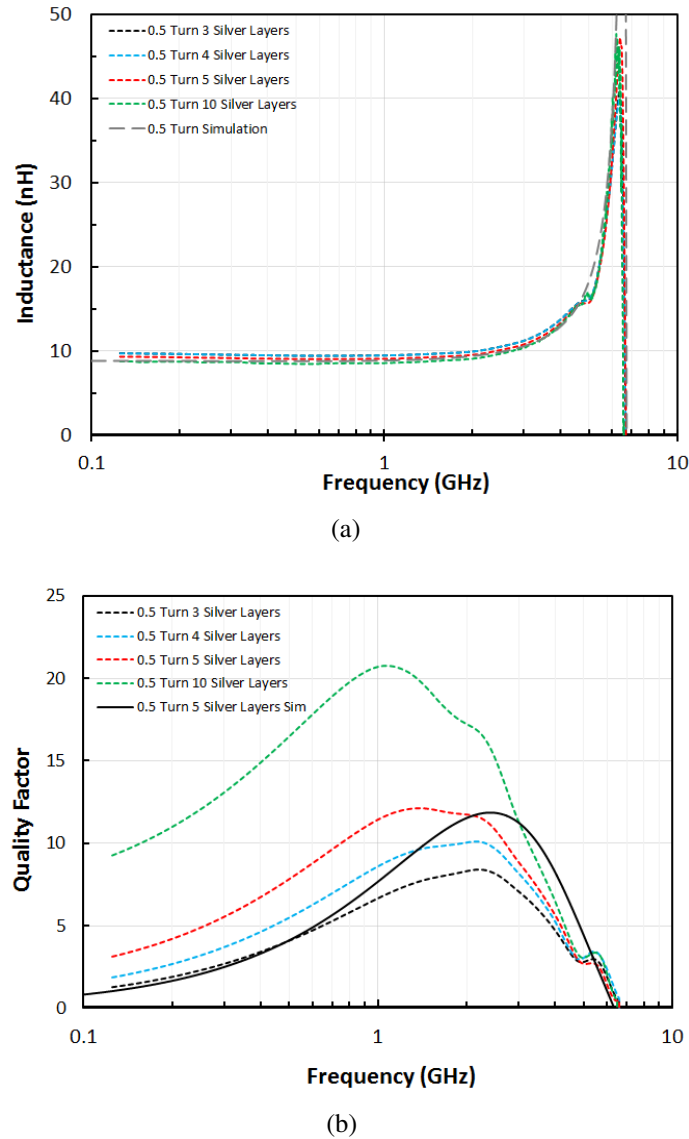 50
40
30
20
10
0
Inductance (nH)
0.5 Turn 3 Silver Layers
0.5 Turn 4 Silver Layers
0.5 Turn 5 Silver Layers
0.5 Turn 10 Silver Layers
0.5 Turn Simulation
0.1
1
10
Frequency (GHz)
(a)
25
20
15
10
5
0
Quality Factor
0.5 Turn 3 Silver Layers
0.5 Turn 4 Silver Layers
0.5 Turn 5 Silver Layers
0.5 Turn 10 Silver Layers
0.5 Turn 5 Silver Layers Sim
0.1
1
10
Frequency (GHz)
(b)